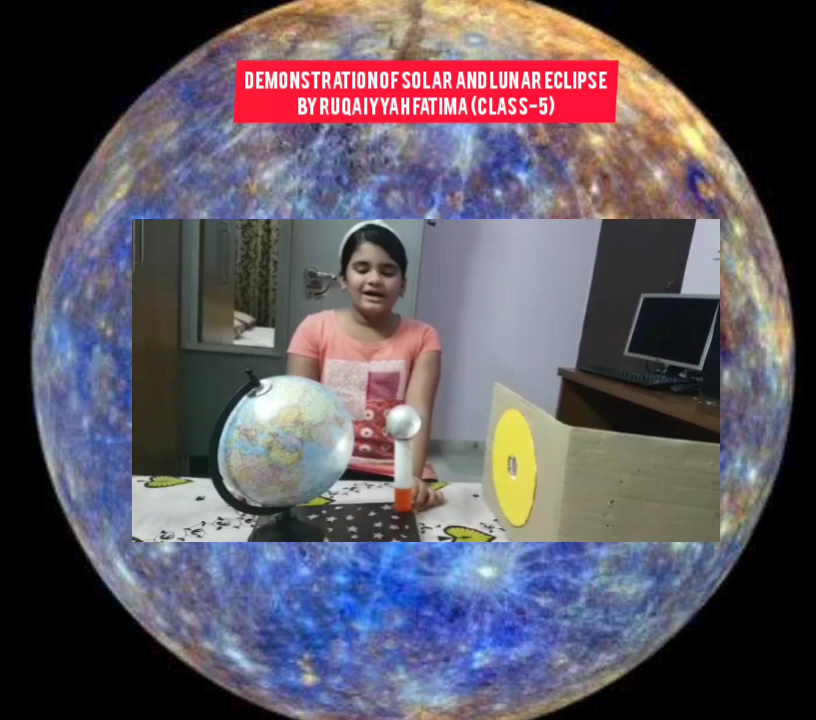 DEMONSTRATION OF SOLAR AND LUNAR ECLIPSE
BY RUQAIYYAH FATIMA (CLASS-5)